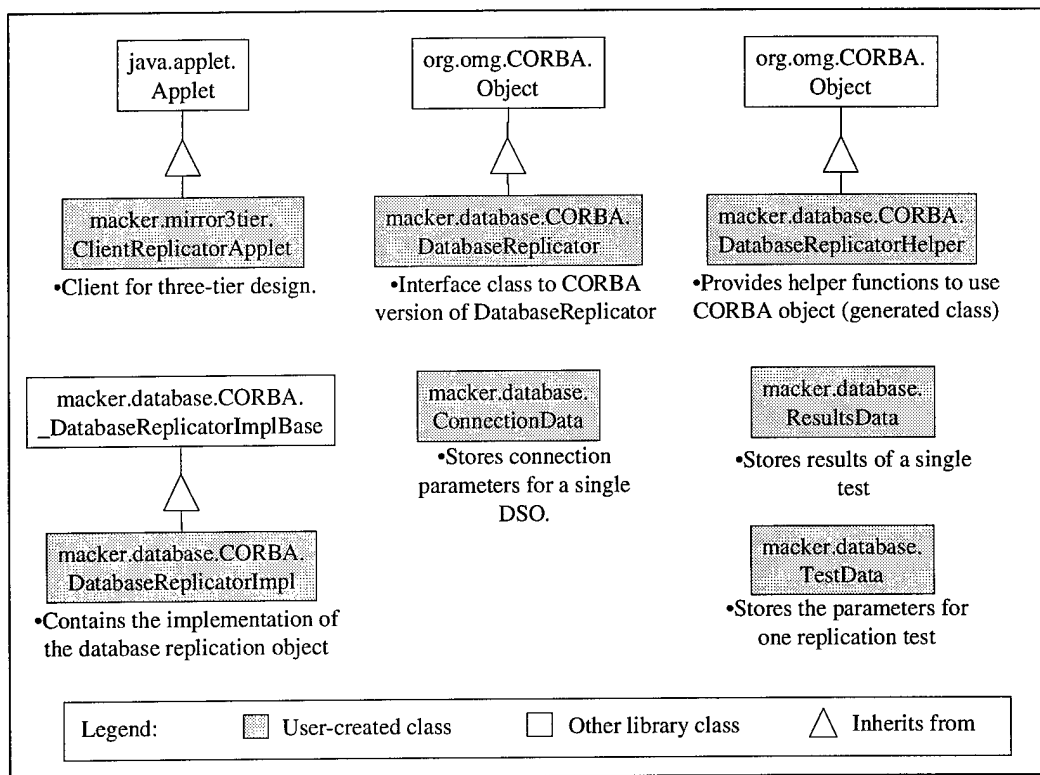 java.applet.
Applet
org.omg.CORBA.
Object
org.omg.CORBA.
Object
macker.mirror3tier.
ClientReplicatorApplet
•Client for three-tier design.
macker.database.CORBA.
DatabaseReplicator
•Interface class to CORBA
version of DatabaseReplicator
macker.database.CORBA.
DatabaseReplicatorHelper
•Provides helper functions to use
CORBA object (generated class)
macker.database.CORBA.
_DatabaseReplicatorImplBase
macker.database.
ConnectionData
•Stores connection
parameters for a single
DSO.
macker.database.
ResultsData
•Stores results of a single
test
macker.database.CORBA.
DatabaseReplicatorImpl
•Contains the implementation of
the database replication object
macker.database.
TestData
•Stores the parameters for
one replication test
Legend:
User-created class
Other library class
Inherits from